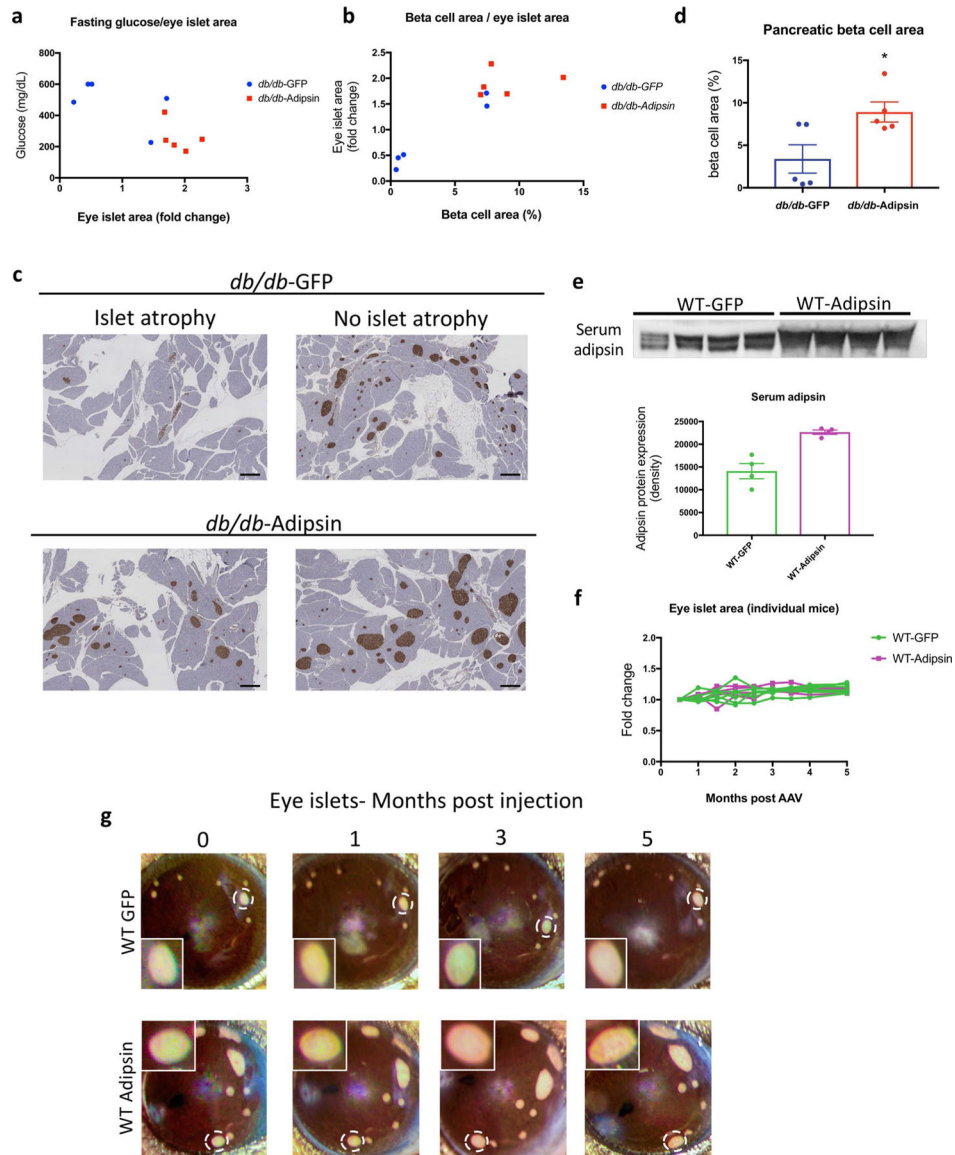 a
Fasting glucose/eye islet area
Glucose (mg/dL)
800
600
400
200
0
0
1
2
3
Eye islet area (fold change)
db/db-GFP
db/db-Adipsin
b
Beta cell area / eye islet area
Eye islet area
(fold change)
2.5
2.0
1.5
1.0
0.5
0.0
0
5
10
15
Beta cell area (%)
db/db-GFP
db/db-Adipsin
d
Pancreatic beta cell area
*
beta cell area (%)
15
10
5
0
db/db-GFP
db/db-Adipsin
c
db/db-GFP
Islet atrophy
No islet atrophy
db/db-Adipsin
e
WT-GFP
WT-Adipsin
Serum
adipsin
Serum adipsin
Adipsin protein expression
(density)
25000
20000
15000
10000
5000
0
WT-GFP
WT-Adipsin
f
Eye islet area (individual mice)
Fold change
2.0
1.5
1.0
0.5
0.0
0
1
2
3
4
5
Months post AAV
WT-GFP
WT-Adipsin
Eye islets- Months post injection
g
0
1
3
5
WT GFP
WT Adipsin